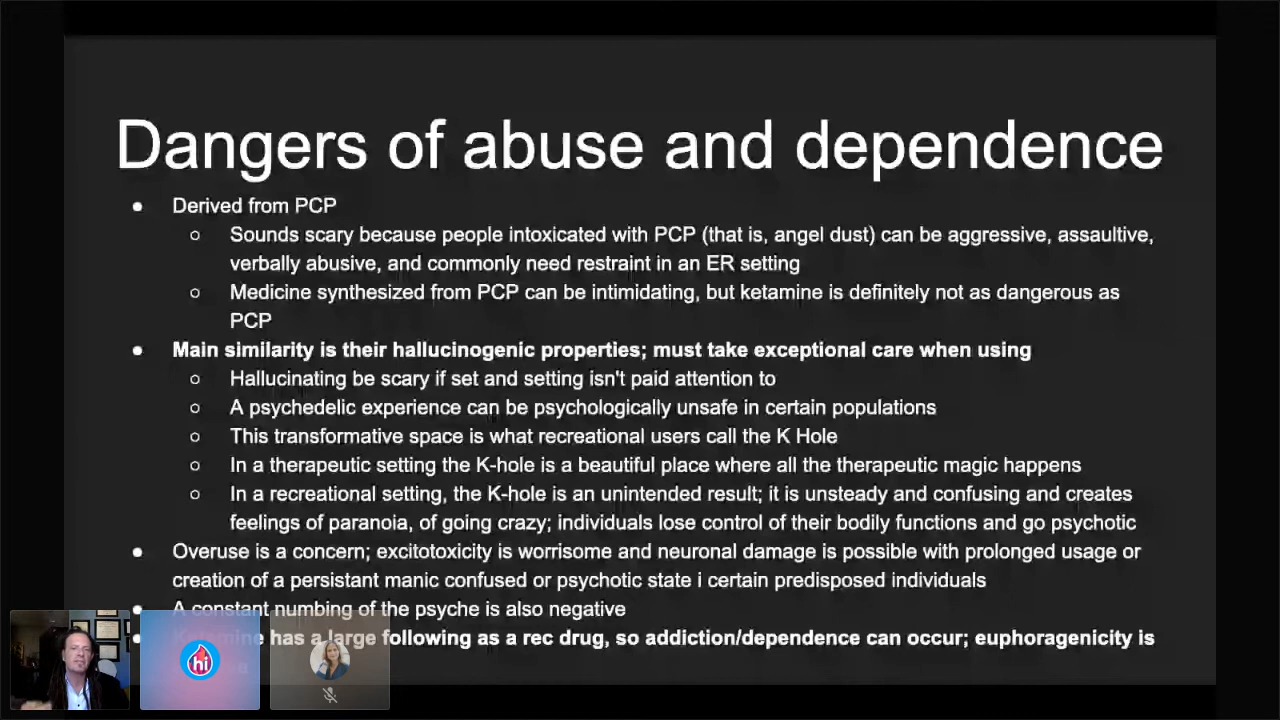 Dangers of abuse and dependence
● Derived from PCP
○ Sounds scary because people intoxicated with PCP (that is, angel dust) can be aggressive, assaultive,
verbally abusive, and commonly need restraint in an ER setting
○ Medicine synthesized from PCP can be intimidating, but ketamine is definitely not as dangerous as
PCP
● Main similarity is their hallucinogenic properties; must take exceptional care when using
○ Hallucinating be scary if set and setting isn't paid attention to
○ A psychedelic experience can be psychologically unsafe in certain populations
○ This transformative space is what recreational users call the K Hole
○ In a therapeutic setting the K-hole is a beautiful place where all the therapeutic magic happens
○ In a recreational setting, the K-hole is an unintended result; it is unsteady and confusing and creates
feelings of paranoia, of going crazy; individuals lose control of their bodily functions and go psychotic
● Overuse is a concern; excitotoxicity is worrisome and neuronal damage is possible with prolonged usage or
creation of a persistant manic confused or psychotic state i certain predisposed individuals
● A constant numbing of the psyche is also negative
● Ketamine has a large following as a rec drug, so addiction/dependence can occur; euphoragenicity is
hi